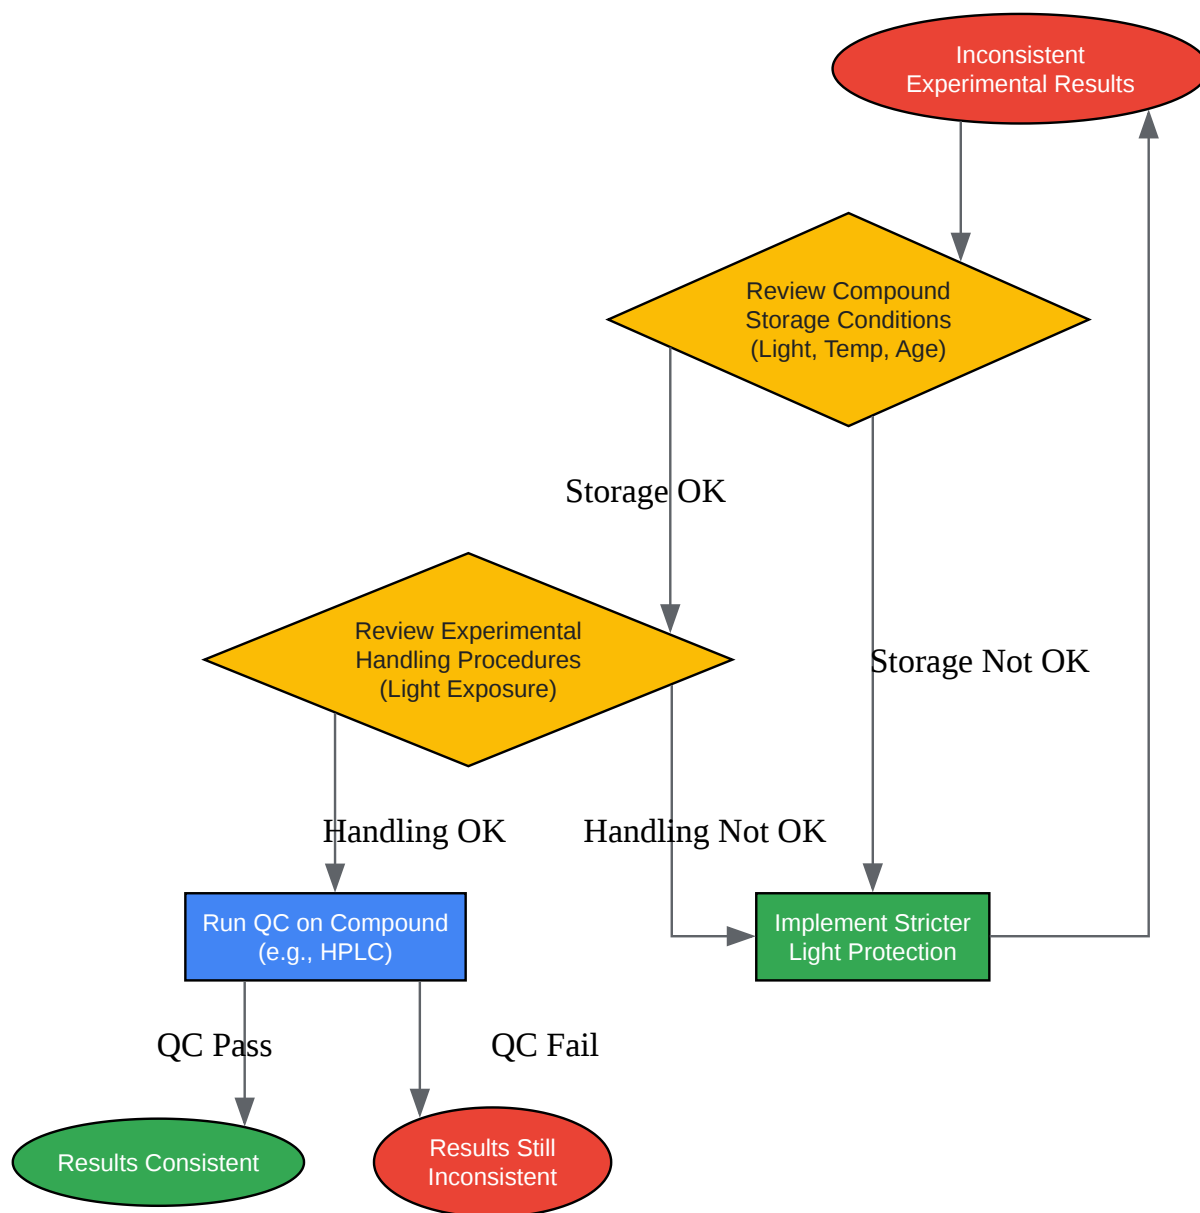 Inconsistent
Experimental Results
Review Compound
Storage Conditions
(Light, Temp, Age)
Storage OK
Review Experimental
Handling Procedures
(Light Exposure)
Storage Not OK
Handling OK
Handling Not OK
Run QC on Compound
(e.g., HPLC)
Implement Stricter
Light Protection
QC Pass
QC Fail
Results Consistent
Results Still
Inconsistent